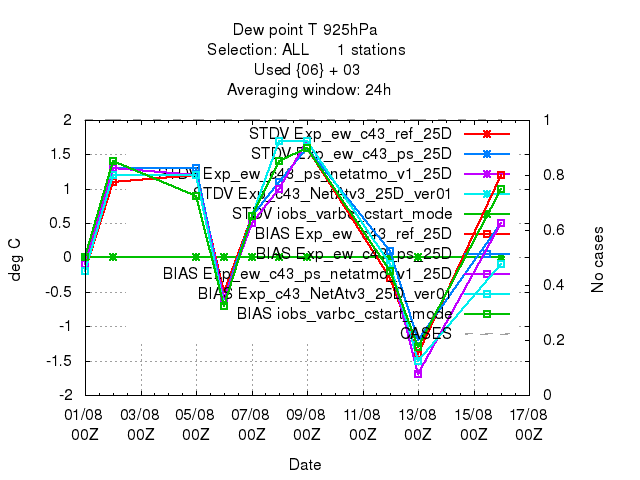 Dew point T 925hPa
Selection: ALL 1 stations
Used {06} + 03
Averaging window: 24h
STDV Exp_ew_c43_ref_25D
STDV Exp_ew_c43_ps_25D
V Exp_ew_c43_ps_netatmo_v1_25D
STDV Exp_c43_NetAtv3_25D_ver01
STDV iobs_varbc_cstart_mode
BIAS Exp_ew_c43_ref_25D
BIAS Exp_ew_c43_ps_25D
BIAS Exp_ew_c43_ps_netatmo_v1_25D
BIAS Exp_c43_NetAtv3_25D_ver01
BIAS iobs_varbc_cstart_mode
CASES
2
1.5
1
0.5
0
-0.5
-1
-1.5
-2
deg C
1
0.8
0.6
0.4
0.2
0
No cases
01/08 03/08 05/08 07/08 09/08 11/08 13/08 15/08 17/08
00Z 00Z 00Z 00Z 00Z 00Z 00Z 00Z 00Z
Date